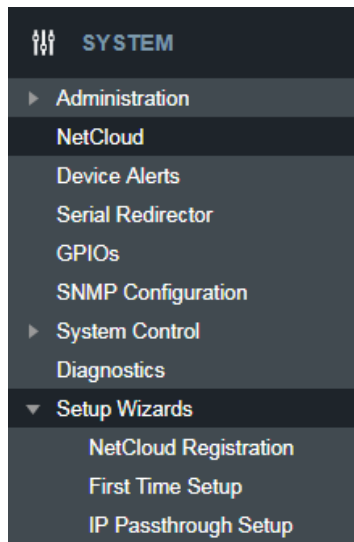 SYSTEM
Administration
NetCloud
Device Alerts
Serial Redirector
GPIOs
SNMP Configuration
System Control
Diagnostics
Setup Wizards
NetCloud Registration
First Time Setup
IP Passthrough Setup